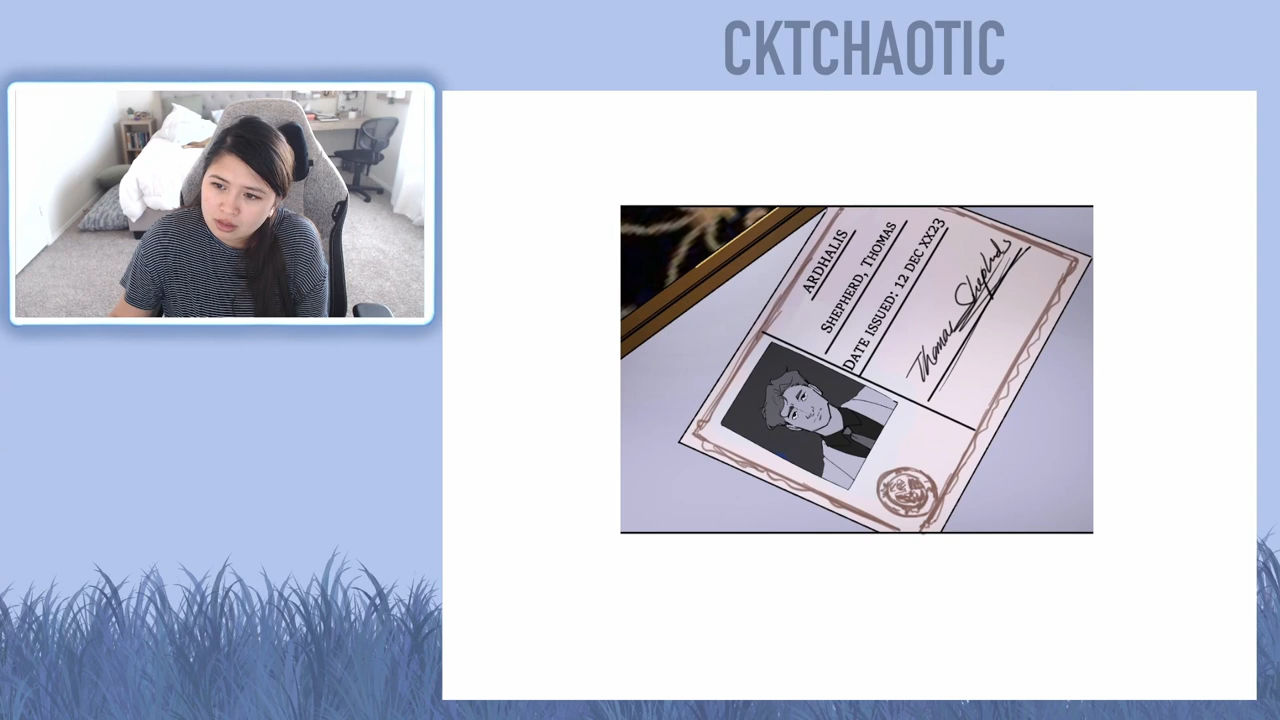 CKTCHAOTIC
ARDHALIS
SHEPHERD, THOMAS
DATE ISSUED: 12 DEC XX23
Thomas Shepherd